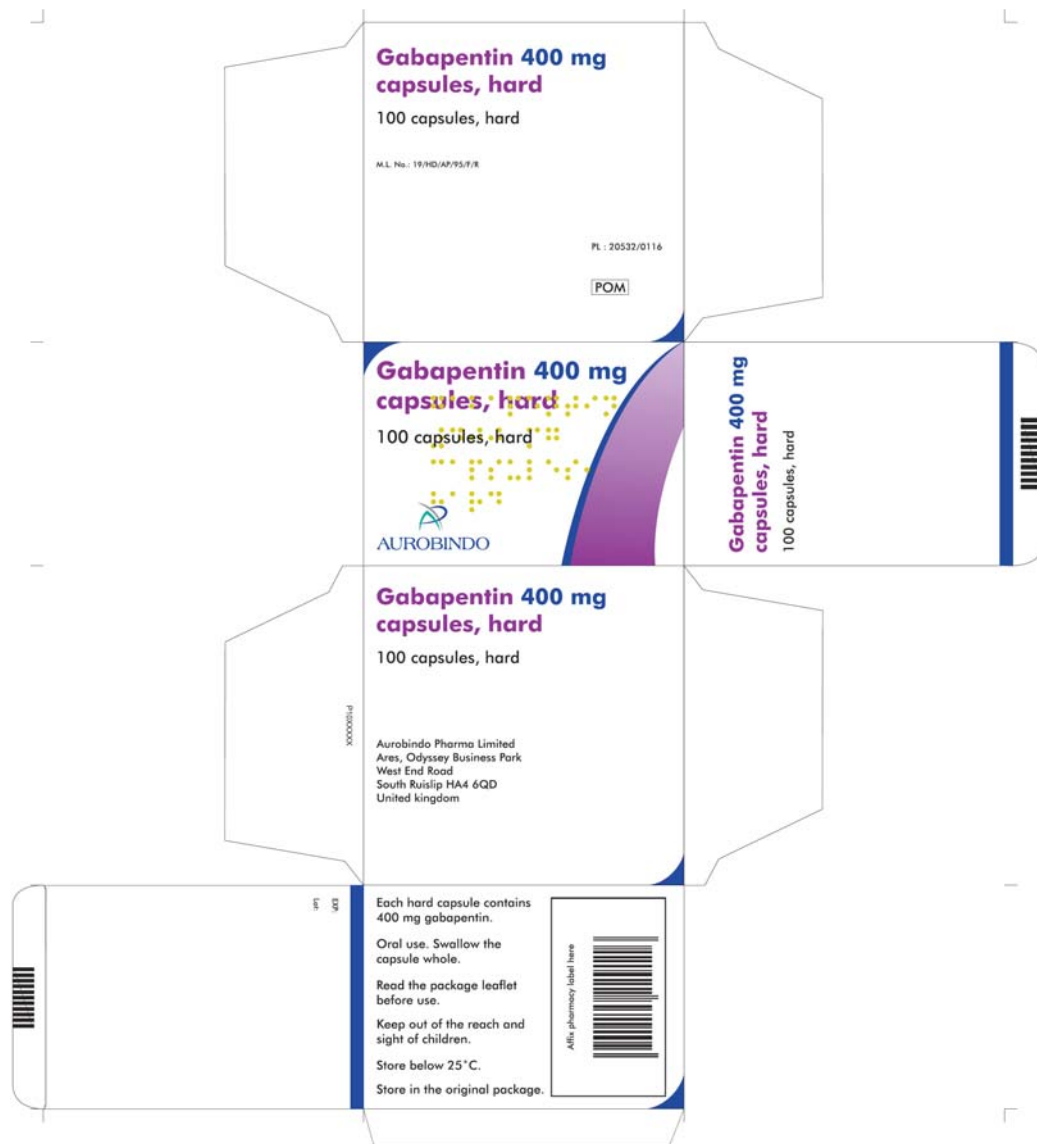 Gabapentin 400 mg
capsules, hard
100 capsules, hard
M.L. No.: 19/HD/AP/95/F/R
PL : 20532/0116
POM
Gabapentin 400 mg
capsules, hard
100 capsules, hard
AUROBINDO
Gabapentin 400 mg
capsules, hard
100 capsules, hard
Gabapentin 400 mg
capsules, hard
100 capsules, hard
P10XXXXX
Aurobindo Pharma Limited
Ares, Odyssey Business Park
West End Road
South Ruislip HA4 6QD
United kingdom
EXP:
Lot:
Each hard capsule contains
400 mg gabapentin.
Oral use. Swallow the
capsule whole.
Read the package leaflet
before use.
Keep out of the reach and
sight of children.
Store below 25˚C.
Store in the original package.
Affix pharmacy label here